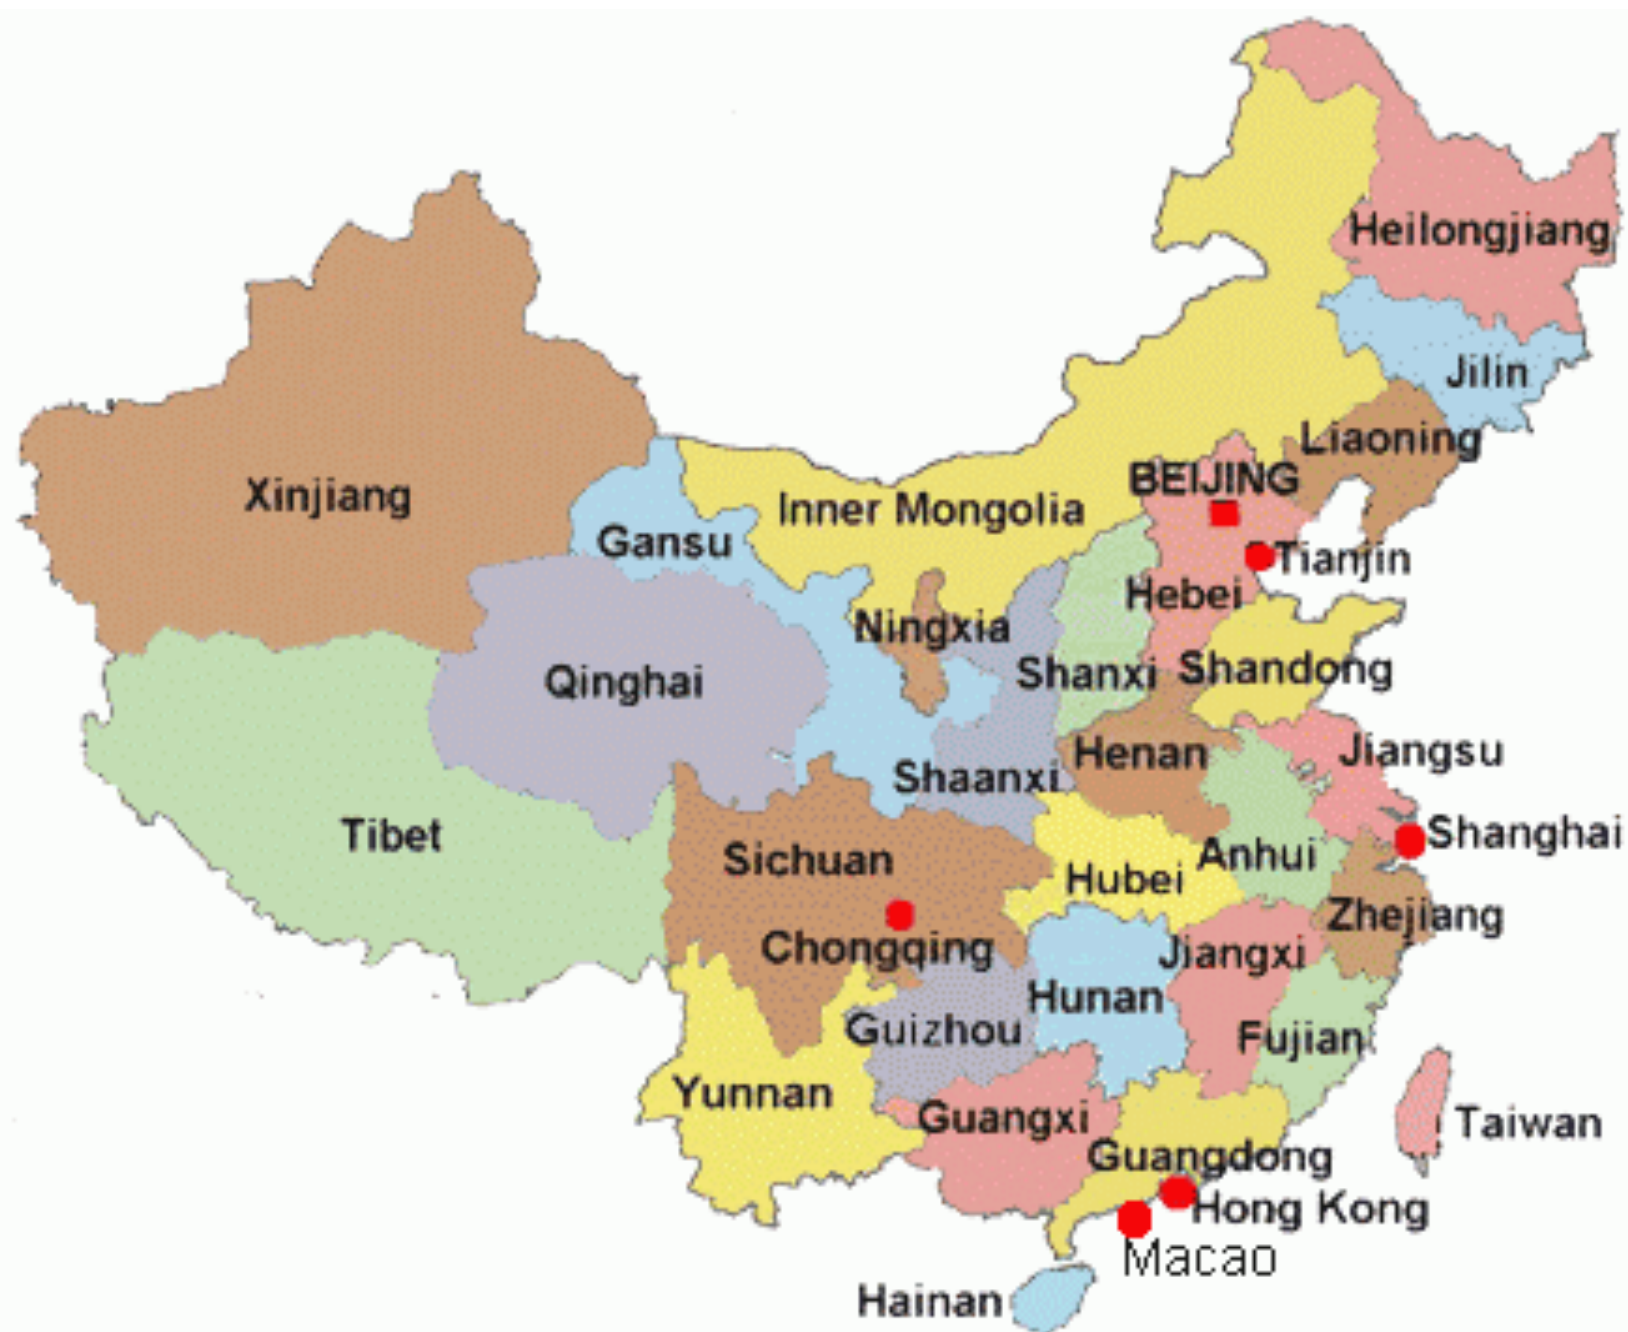 Heilongjiang
Jilin
Liaoning
BEIJING
Xinjiang
Inner Mongolia
Gansu
Tianjin
Hebei
Ningxia
Qinghai
Shanxi
Shandong
Henan
Jiangsu
Shaanxi
Tibet
Shanghai
Sichuan
Anhui
Hubei
Zhejiang
Chongqing
Jiangxi
Hunan
Guizhou
Fujian
Yunnan
Guangxi
Taiwan
Guangdong
Hong Kong
Macao
Hainan